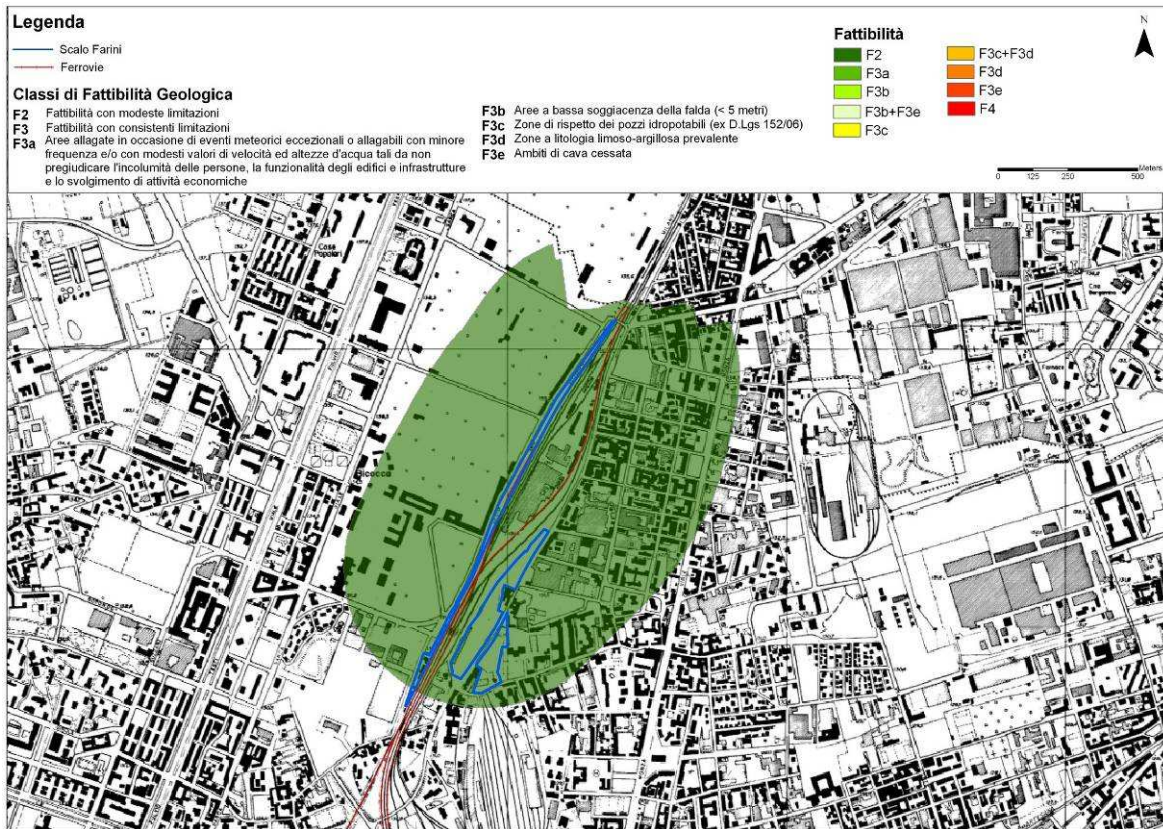 Legenda
Scalo Farini
Ferrovie
Classi di Fattibilità Geologica
F2 Fattibilità con modeste limitazioni
F3 Fattibilità con consistenti limitazioni
F3a Aree allagate in occasione di eventi meteorici eccezionali o allagabili con minore
frequenza e/o con modesti valori di velocità ed altezze d'acqua tali da non
pregiudicare l'incolumità delle persone, la funzionalità degli edifici e infrastrutture
e lo svolgimento di attività economiche
F3b Aree a bassa soggiacenza della falda (< 5 metri)
F3c Zone di rispetto dei pozzi idropotabili (ex D.Lgs 152/06)
F3d Zone a litologia limoso-argillosa prevalente
F3e Ambiti di cava cessata
Fattibilità
F2
F3a
F3b
F3b+F3e
F3c
F3c+F3d
F3d
F3e
F4
N
Meters
0 125 250 500
Case
Popolari
Bicocca